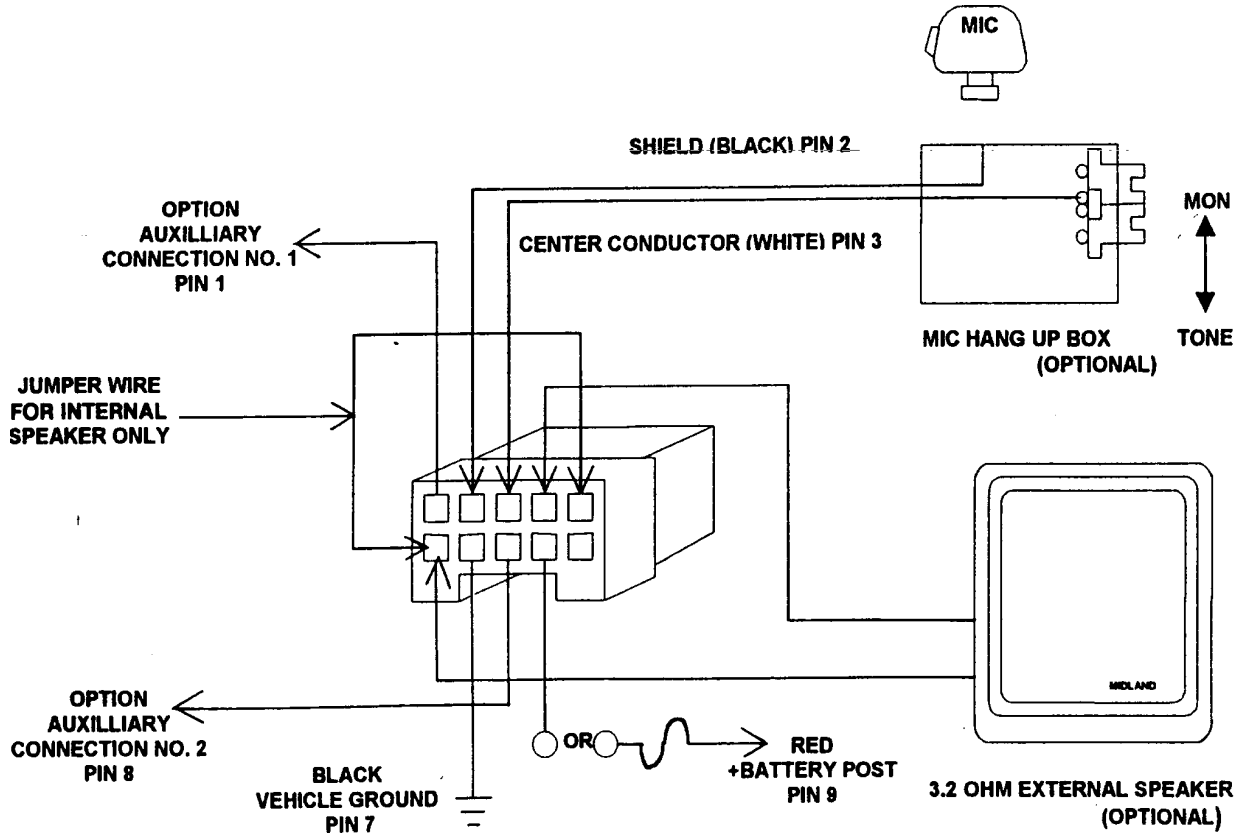 MIC
SHIELD (BLACK) PIN 2
OPTION
AUXILLIARY
CONNECTION NO. 1
PIN 1
CENTER CONDUCTOR (WHITE) PIN 3
MON
TONE
MIC HANG UP BOX
(OPTIONAL)
JUMPER WIRE
FOR INTERNAL
SPEAKER ONLY
MIDLAND
OPTION
AUXILLIARY
CONNECTION NO. 2
PIN 8
BLACK
VEHICLE GROUND
PIN 7
OR
RED
+BATTERY POST
PIN 9
3.2 OHM EXTERNAL SPEAKER
(OPTIONAL)